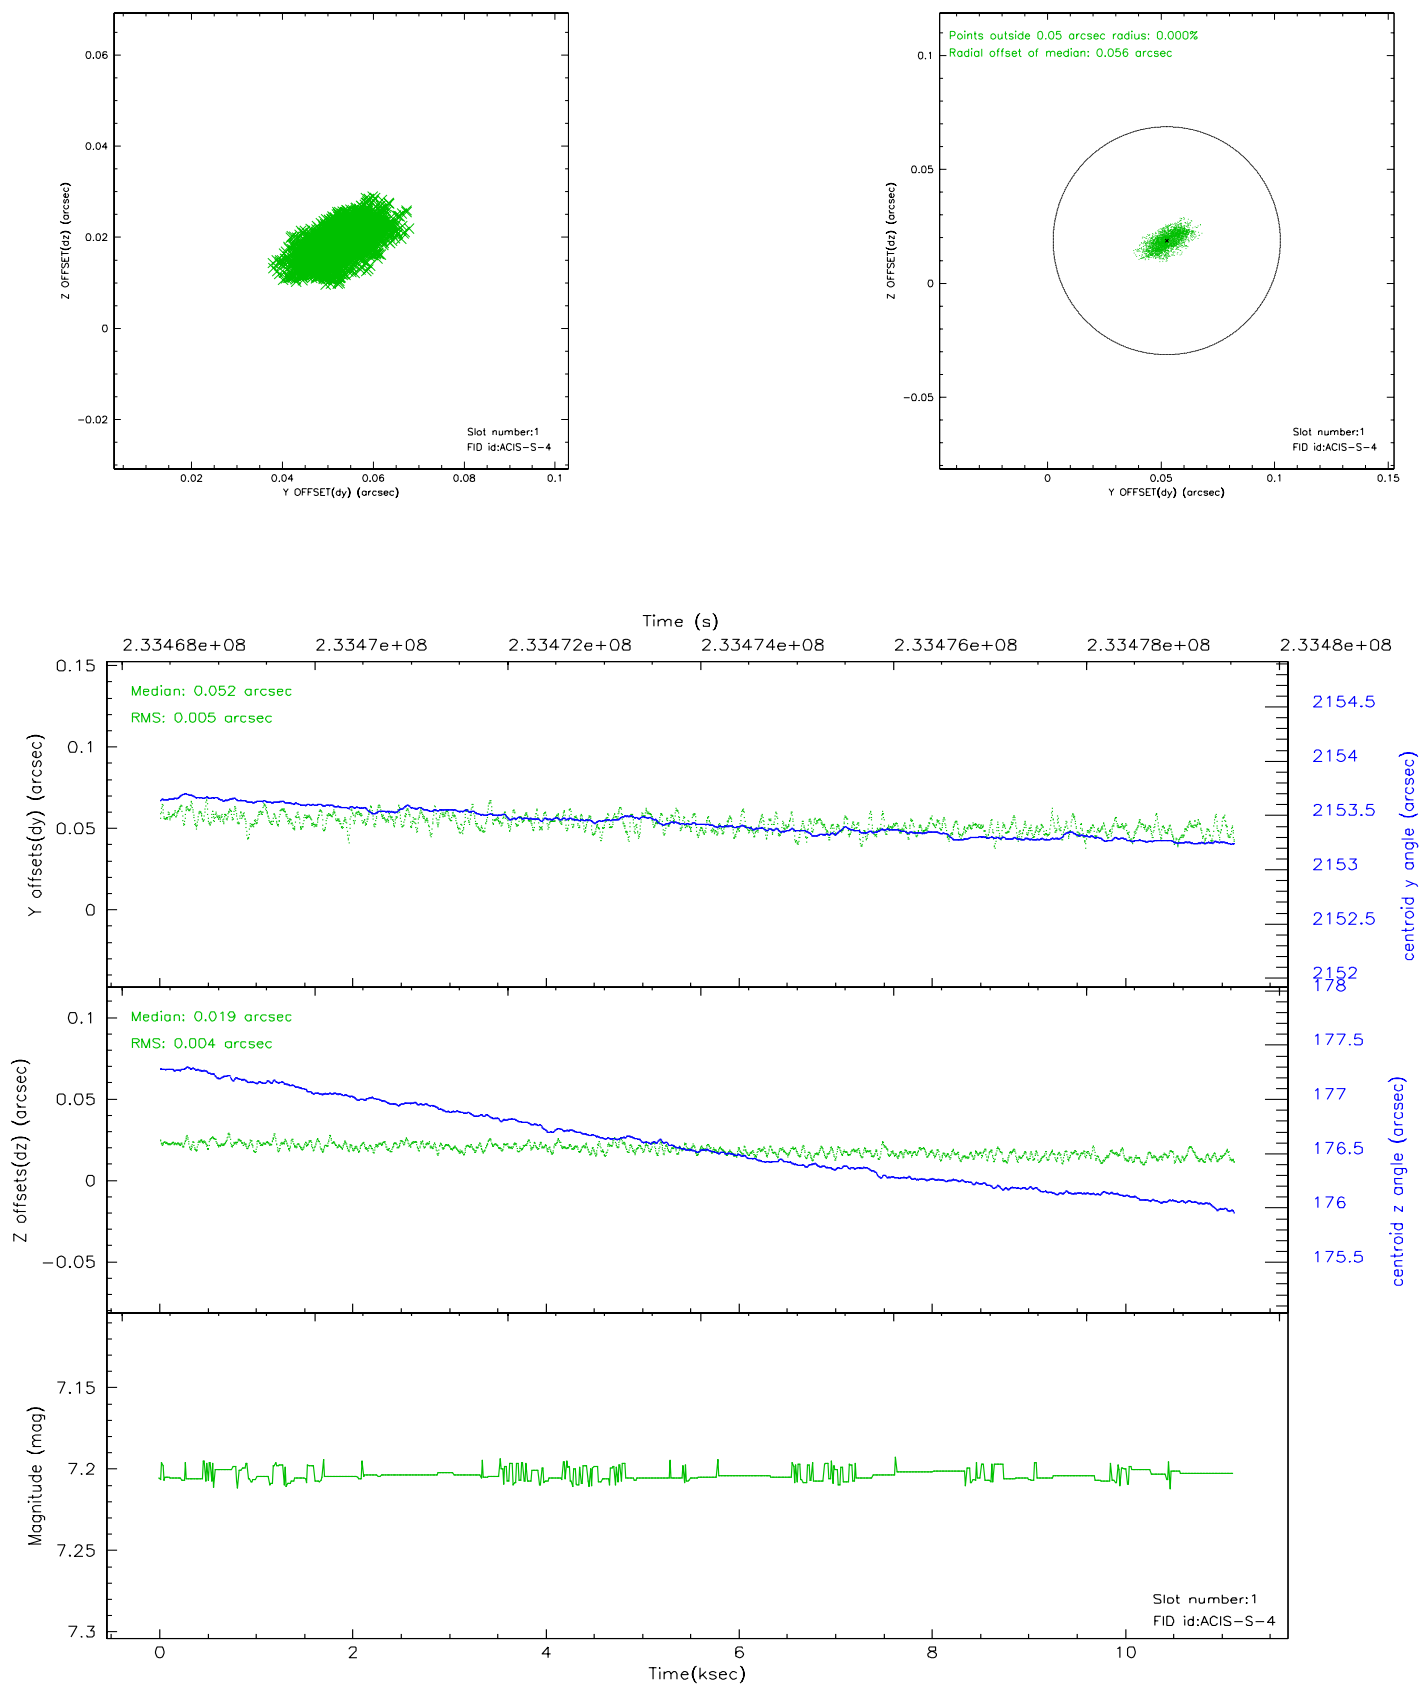 0.06
0.04
0.02
0
−0.02
Z OFFSET(dz) (arcsec)
Slot number:1
FID id:ACIS−S−4
0.02 0.04 0.06 0.08 0.1
Y OFFSET(dy) (arcsec)
Points outside 0.05 arcsec radius: 0.000%
Radial offset of median: 0.056 arcsec
0.1
0.05
0
−0.05
Z OFFSET(dz) (arcsec)
Slot number:1
FID id:ACIS−S−4
0 0.05 0.1 0.15
Y OFFSET(dy) (arcsec)
Time (s)
2.33468e+08 2.3347e+08 2.33472e+08 2.33474e+08 2.33476e+08 2.33478e+08 2.3348e+08
Median: 0.052 arcsec
RMS: 0.005 arcsec
0.15
0.1
0.05
0
Y offsets(dy) (arcsec)
2154.5
2154
2153.5
2153
2152.5
2152
centroid y angle (arcsec)
Median: 0.019 arcsec
RMS: 0.004 arcsec
0.1
0.05
0
−0.05
Z offsets(dz) (arcsec)
178
177.5
177
176.5
176
175.5
centroid z angle (arcsec)
7.15
7.2
7.25
7.3
Magnitude (mag)
Slot number:1
FID id:ACIS−S−4
0 2 4 6 8 10
Time(ksec)